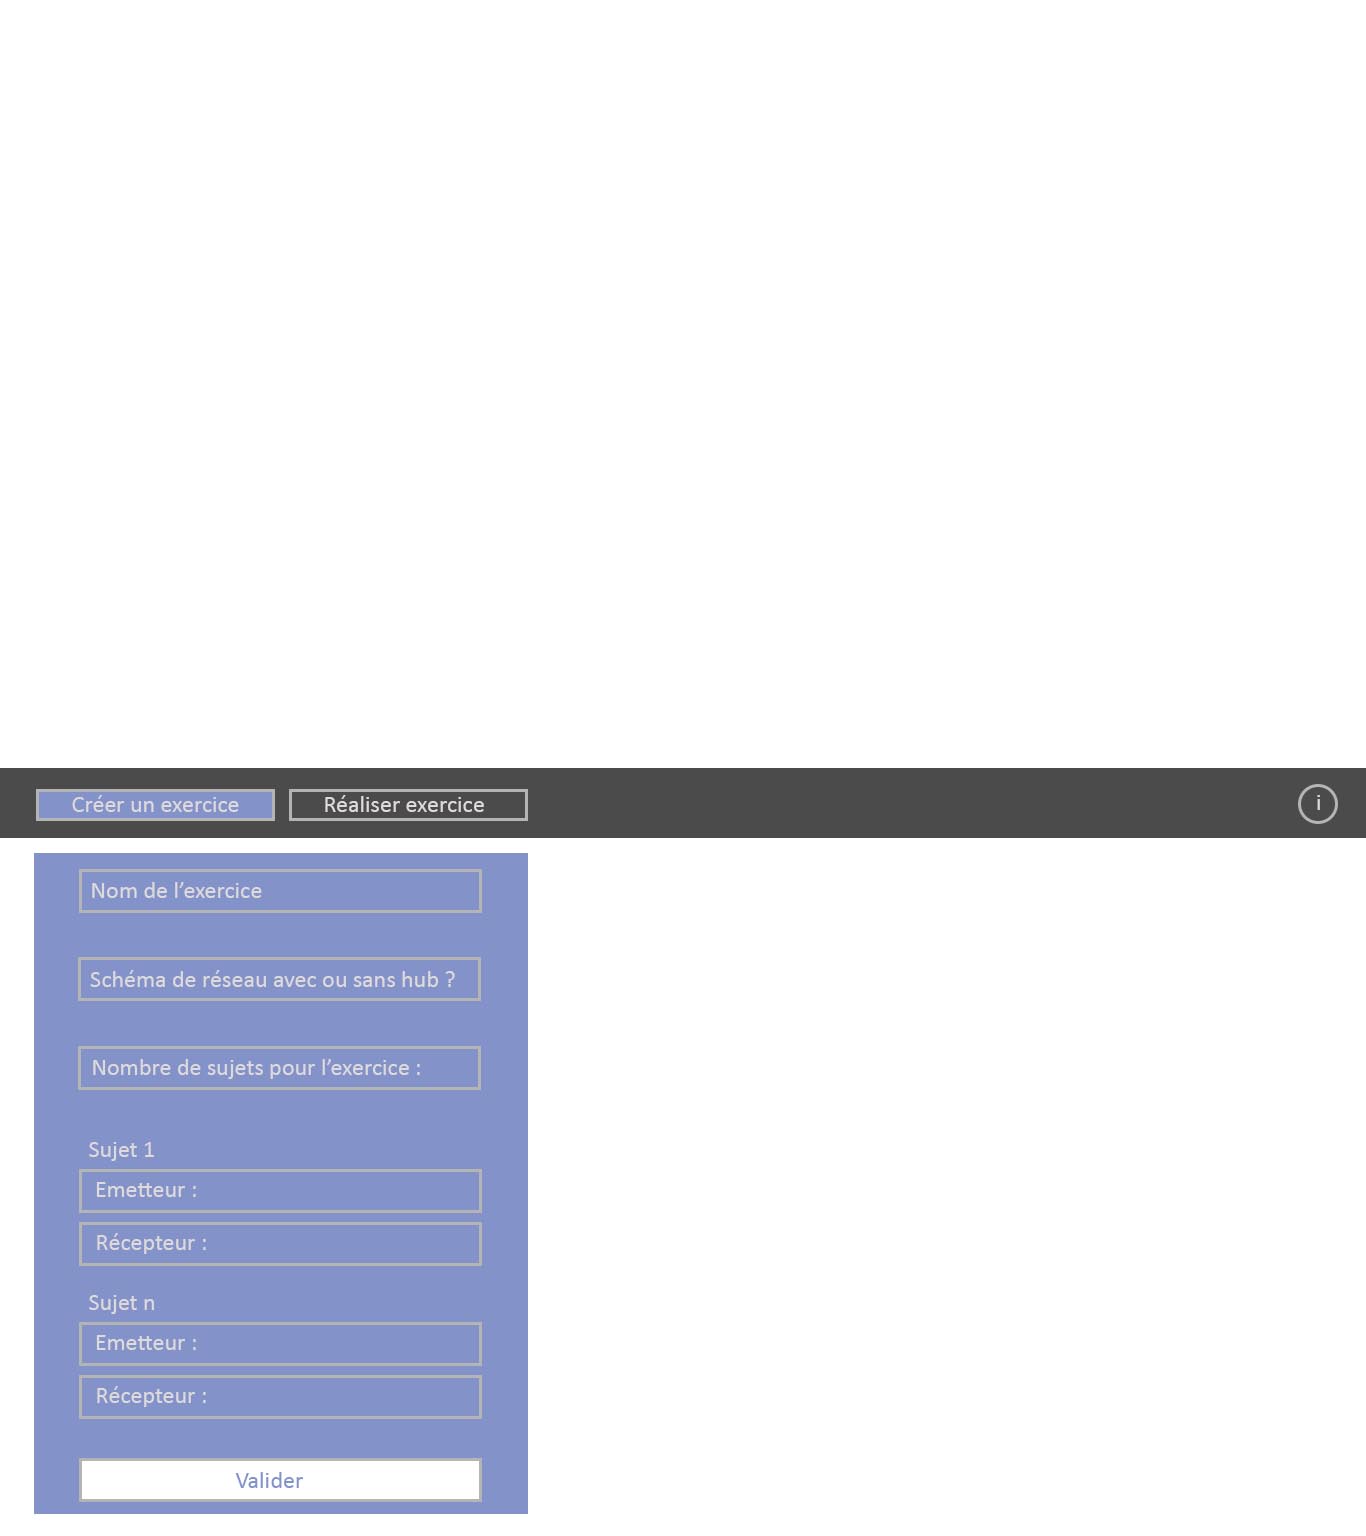 Créer un exercice
Réaliser exercice
i
Nom de l’exercice
Schéma de réseau avec ou sans hub ?
Nombre de sujets pour l’exercice :
Sujet 1
Emetteur :
Récepteur :
Sujet n
Emetteur :
Récepteur :
Valider